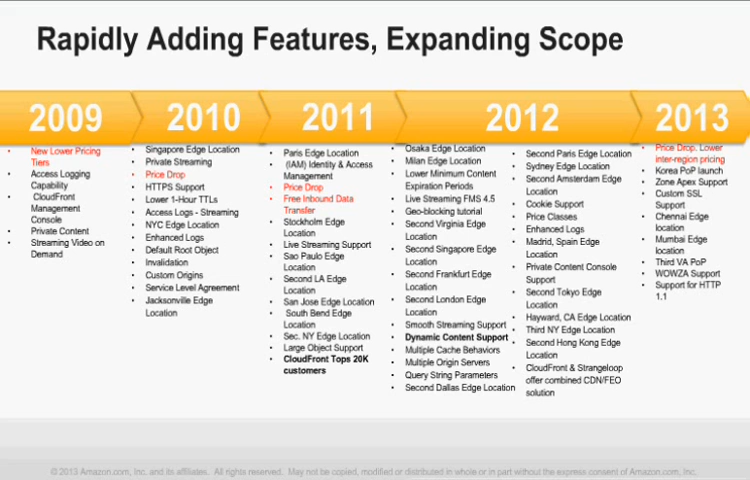 Rapidly Adding Features, Expanding Scope
2009
2010
2011
2012
2013
• New Lower Pricing
Tiers
• Access Logging
Capability
• CloudFront
Management
Console
• Private Content
• Streaming Video on
Demand
• Singapore Edge Location
• Private Streaming
• Price Drop
• HTTPS Support
• Lower 1-Hour TTLs
• Access Logs - Streaming
• NYC Edge Location
• Enhanced Logs
• Default Root Object
• Invalidation
• Custom Origins
• Service Level Agreement
• Jacksonville Edge
Location
• Paris Edge Location
• (IAM) Identity & Access
Management
• Price Drop
• Free Inbound Data
Transfer
• Stockholm Edge
Location
• Live Streaming Support
• Sao Paulo Edge
Location
• Second LA Edge
Location
• San Jose Edge Location
• South Bend Edge
Location
• Sec. NY Edge Location
• Large Object Support
• CloudFront Tops 20K
customers
• Osaka Edge Location
• Milan Edge Location
• Lower Minimum Content
Expiration Periods
• Live Streaming FMS 4.5
• Geo-blocking tutorial
• Second Virginia Edge
Location
• Second Singapore Edge
Location
• Second Frankfurt Edge
Location
• Second London Edge
Location
• Smooth Streaming Support
• Dynamic Content Support
• Multiple Cache Behaviors
• Multiple Origin Servers
• Query String Parameters
• Second Dallas Edge Location
• Second Paris Edge Location
• Sydney Edge Location
• Second Amsterdam Edge
Location
• Cookie Support
• Price Classes
• Enhanced Logs
• Madrid, Spain Edge
Location
• Private Content Console
Support
• Second Tokyo Edge
Location
• Hayward, CA Edge Location
• Third NY Edge Location
• Second Hong Kong Edge
Location
• CloudFront & Strangeloop
offer combined CDN/FEO
solution
• Price Drop. Lower
inter-region pricing
• Korea PoP launch
• Zone Apex Support
• Custom SSL
Support
• Chennai Edge
location
• Mumbai Edge
location
• Third VA PoP
• WOWZA Support
• Support for HTTP
1.1
© 2013 Amazon.com, Inc. and its affiliates. All rights reserved. May not be copied, modified or distributed in whole or in part without the express consent of Amazon.com, Inc.